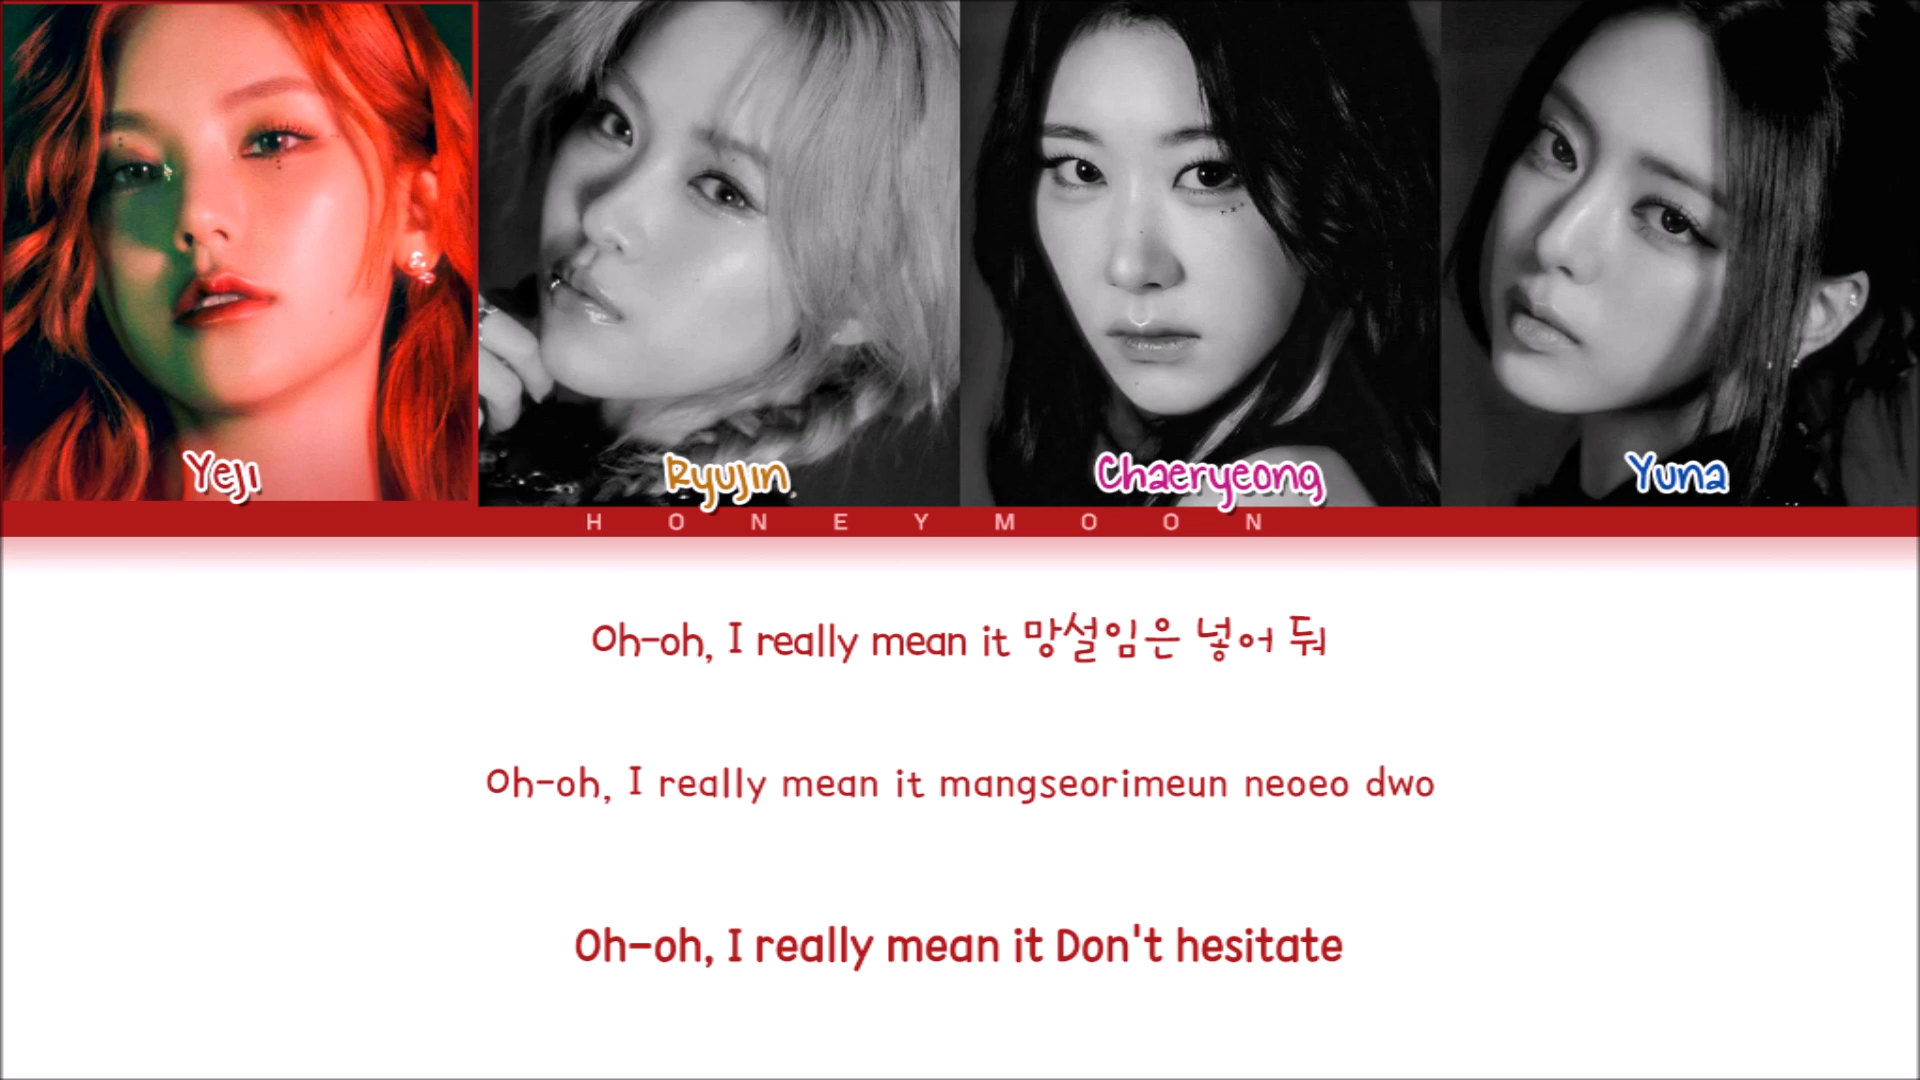 Yeji
Ryujin
Chaeryeong
Yuna
HONEYMOON
Oh-oh, I really mean it 망설임은 넣어 둬
Oh-oh, I really mean it mangseorimeun neoeo dwo
Oh-oh, I really mean it Don't hesitate